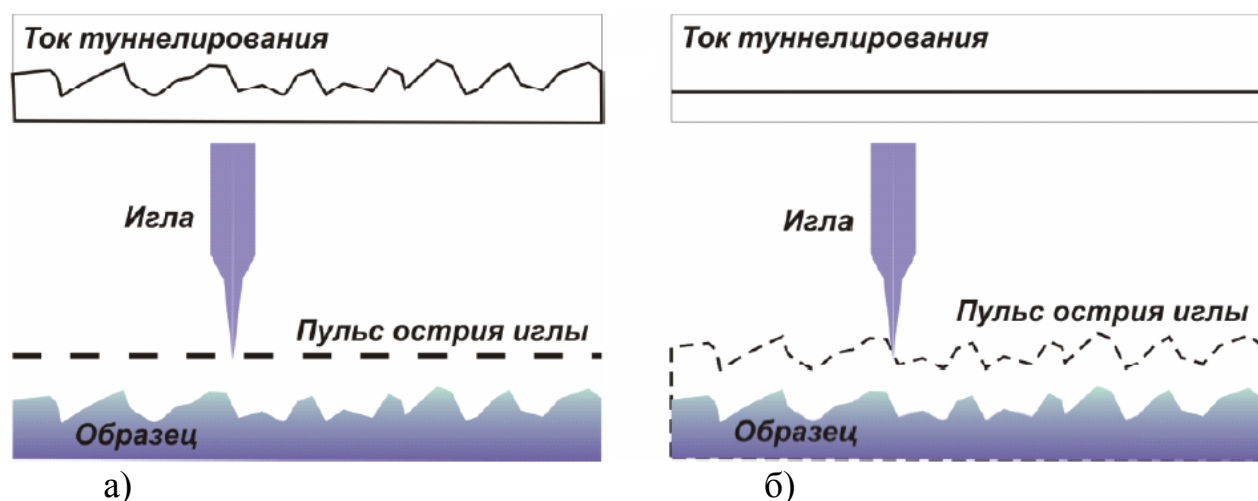 Ток туннелирования
Игла
Пульс острия иглы
Образец
а)
Ток туннелирования
Игла
Пульс острия иглы
Образец
б)